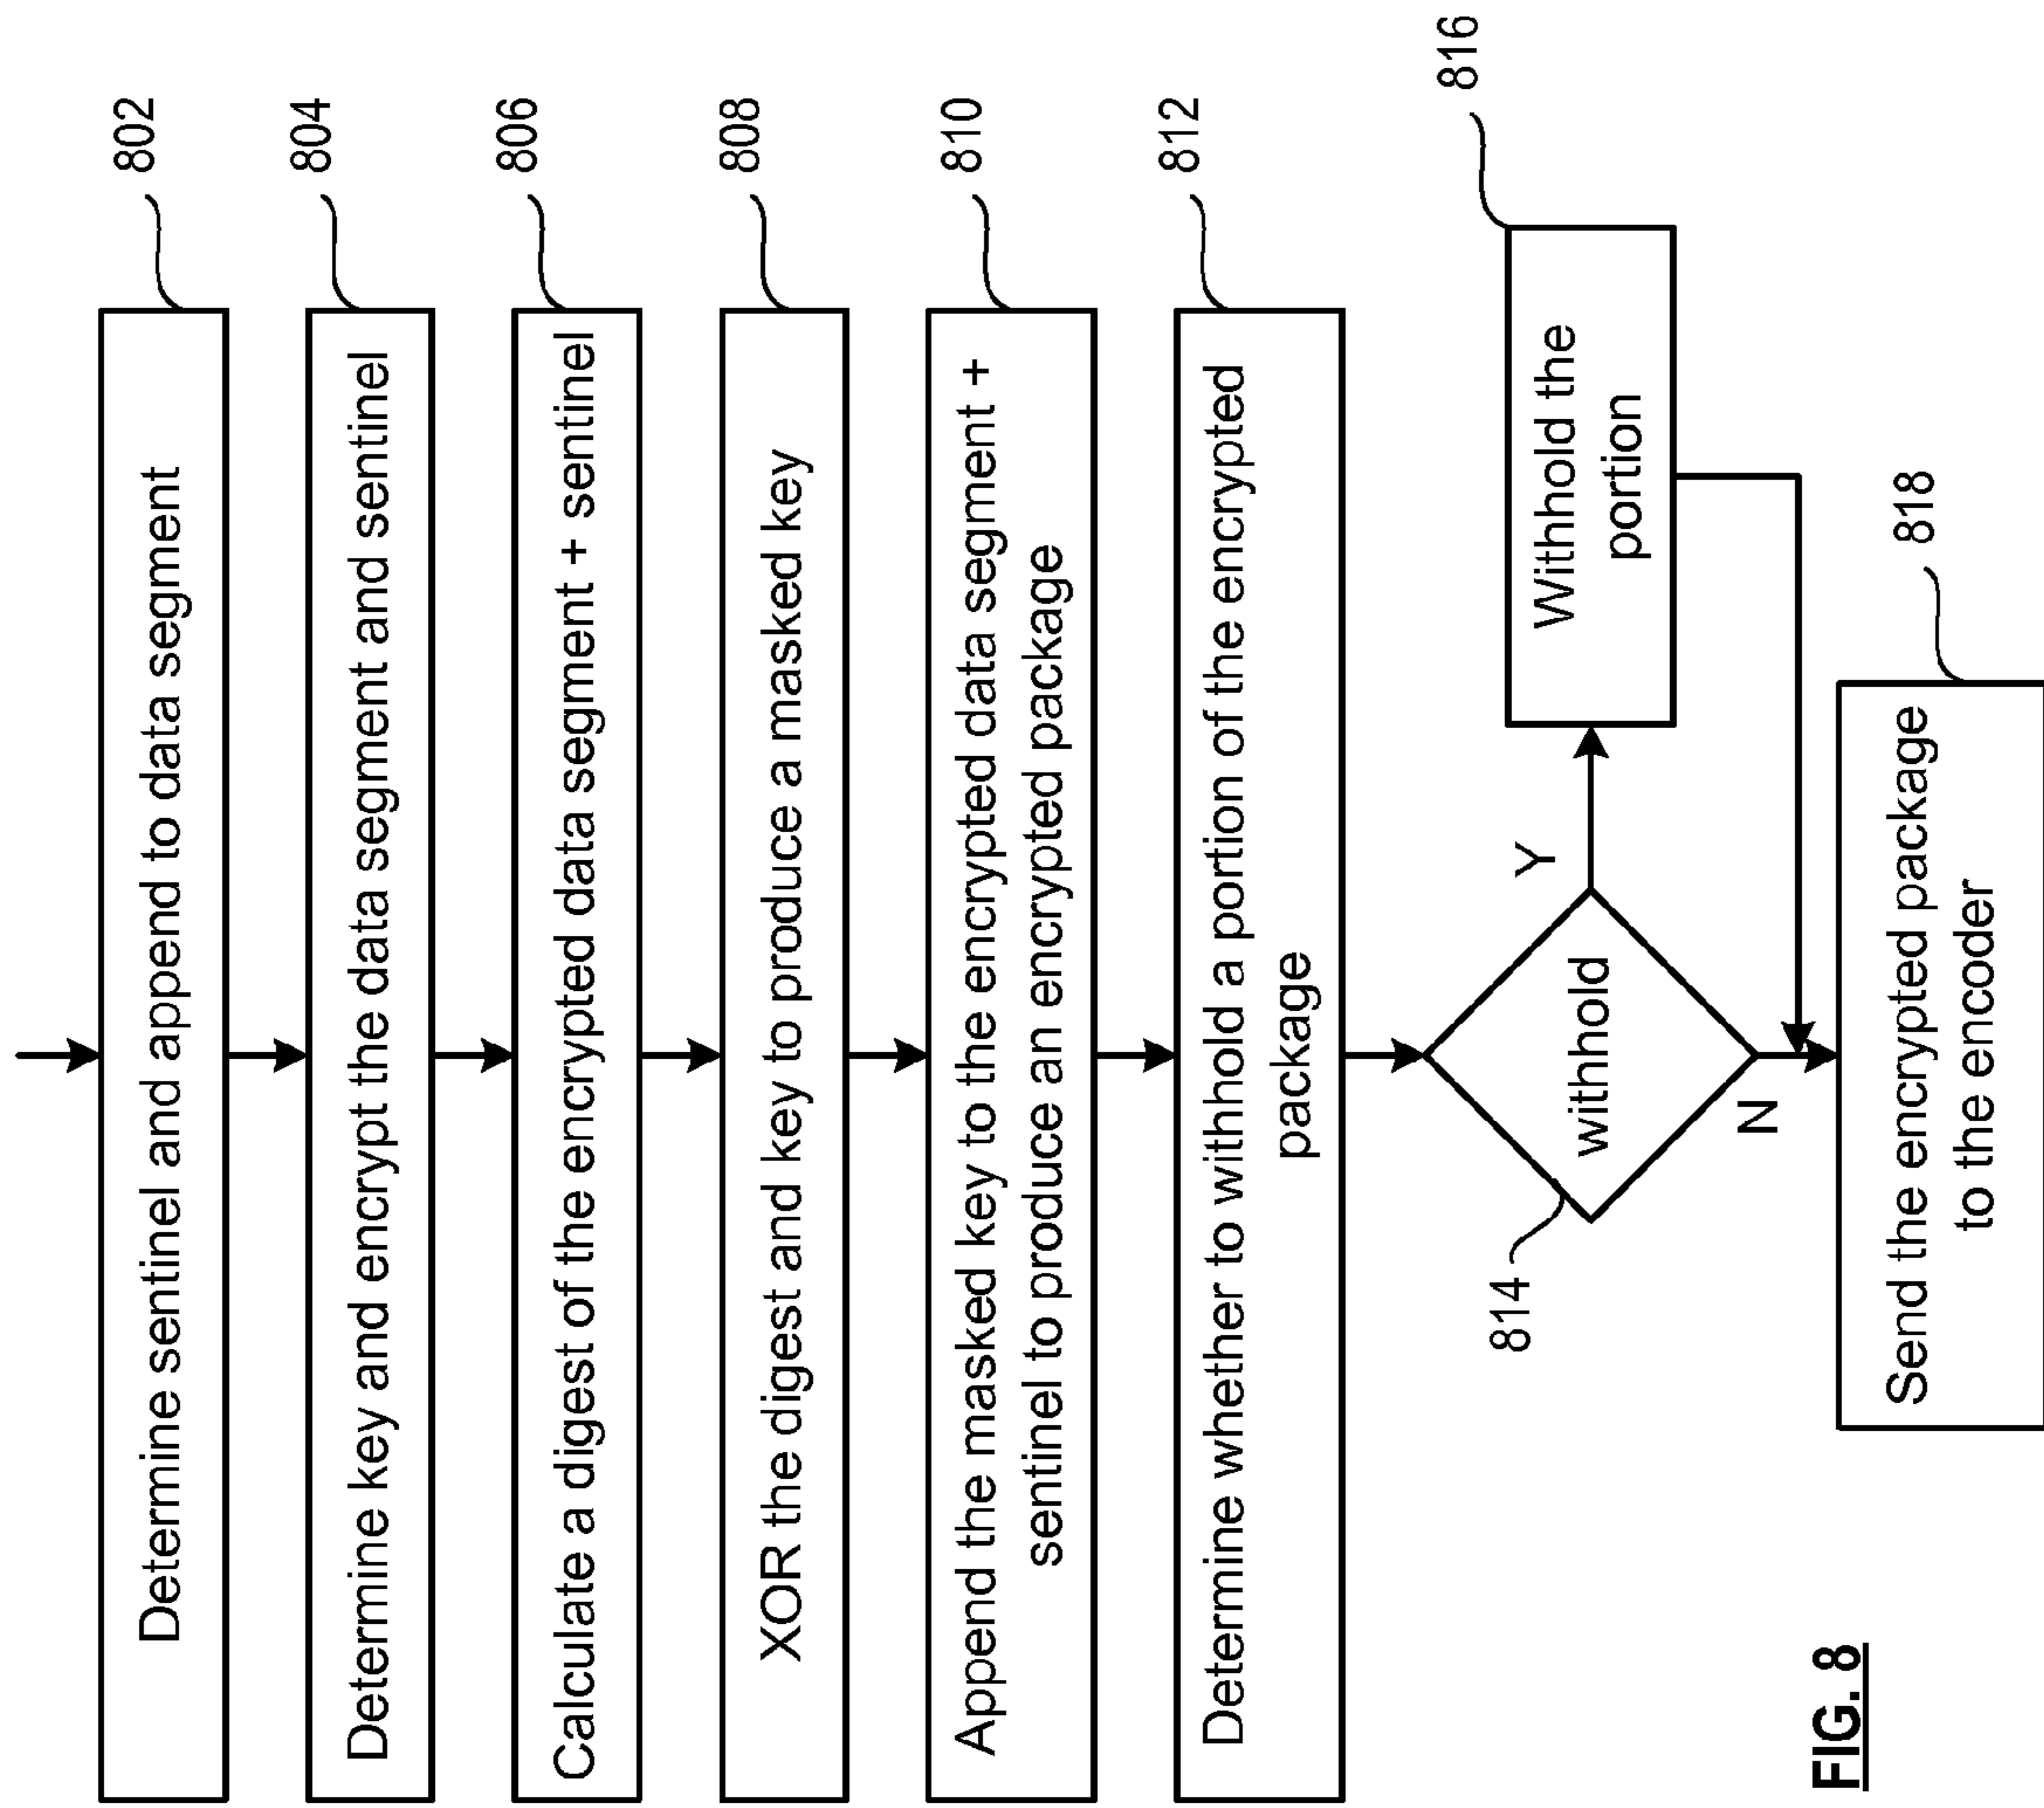 Determine sentinel and append to data segment
802
Determine key and encrypt the data segment and sentinel
804
Calculate a digest of the encrypted data segment + sentinel
806
XOR the digest and key to produce a masked key
808
Append the masked key to the encrypted data segment +
sentinel to produce an encrypted package
810
Determine whether to withhold a portion of the encrypted
package
812
814
withhold
Y
N
Withhold the
portion
816
Send the encrypted package
to the encoder
818
FIG. 8